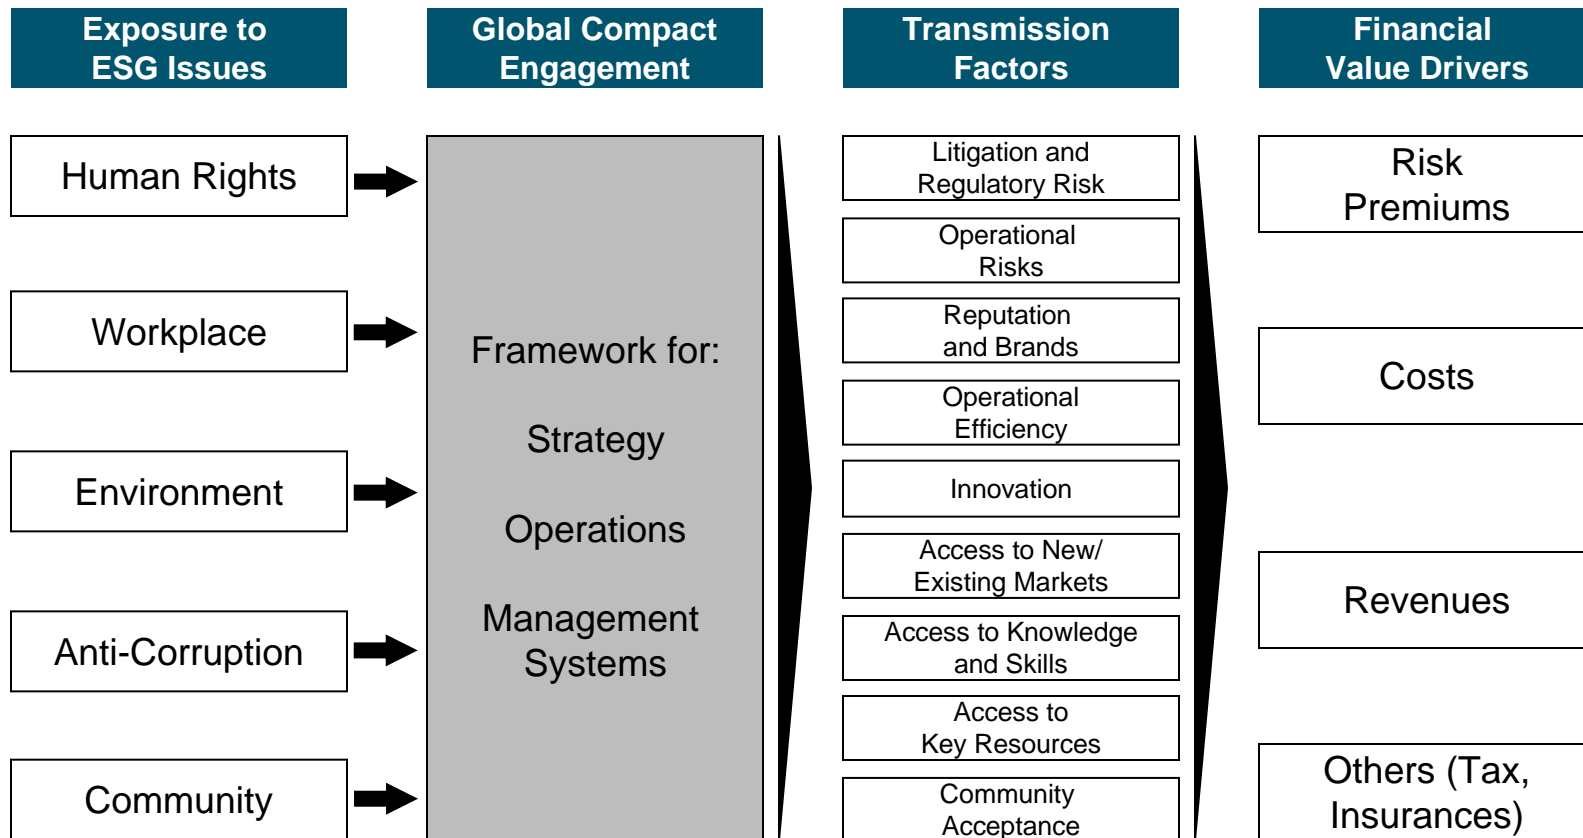 Exposure to
ESG Issues
Global Compact
Engagement
Transmission
Factors
Financial
Value Drivers
Human Rights
Workplace
Environment
Anti-Corruption
Community
Framework for:
Strategy
Operations
Management
Systems
Litigation and
Regulatory Risk
Operational
Risks
Reputation
and Brands
Operational
Efficiency
Innovation
Access to New/
Existing Markets
Access to Knowledge
and Skills
Access to
Key Resources
Community
Acceptance
Risk
Premiums
Costs
Revenues
Others (Tax,
Insurances)